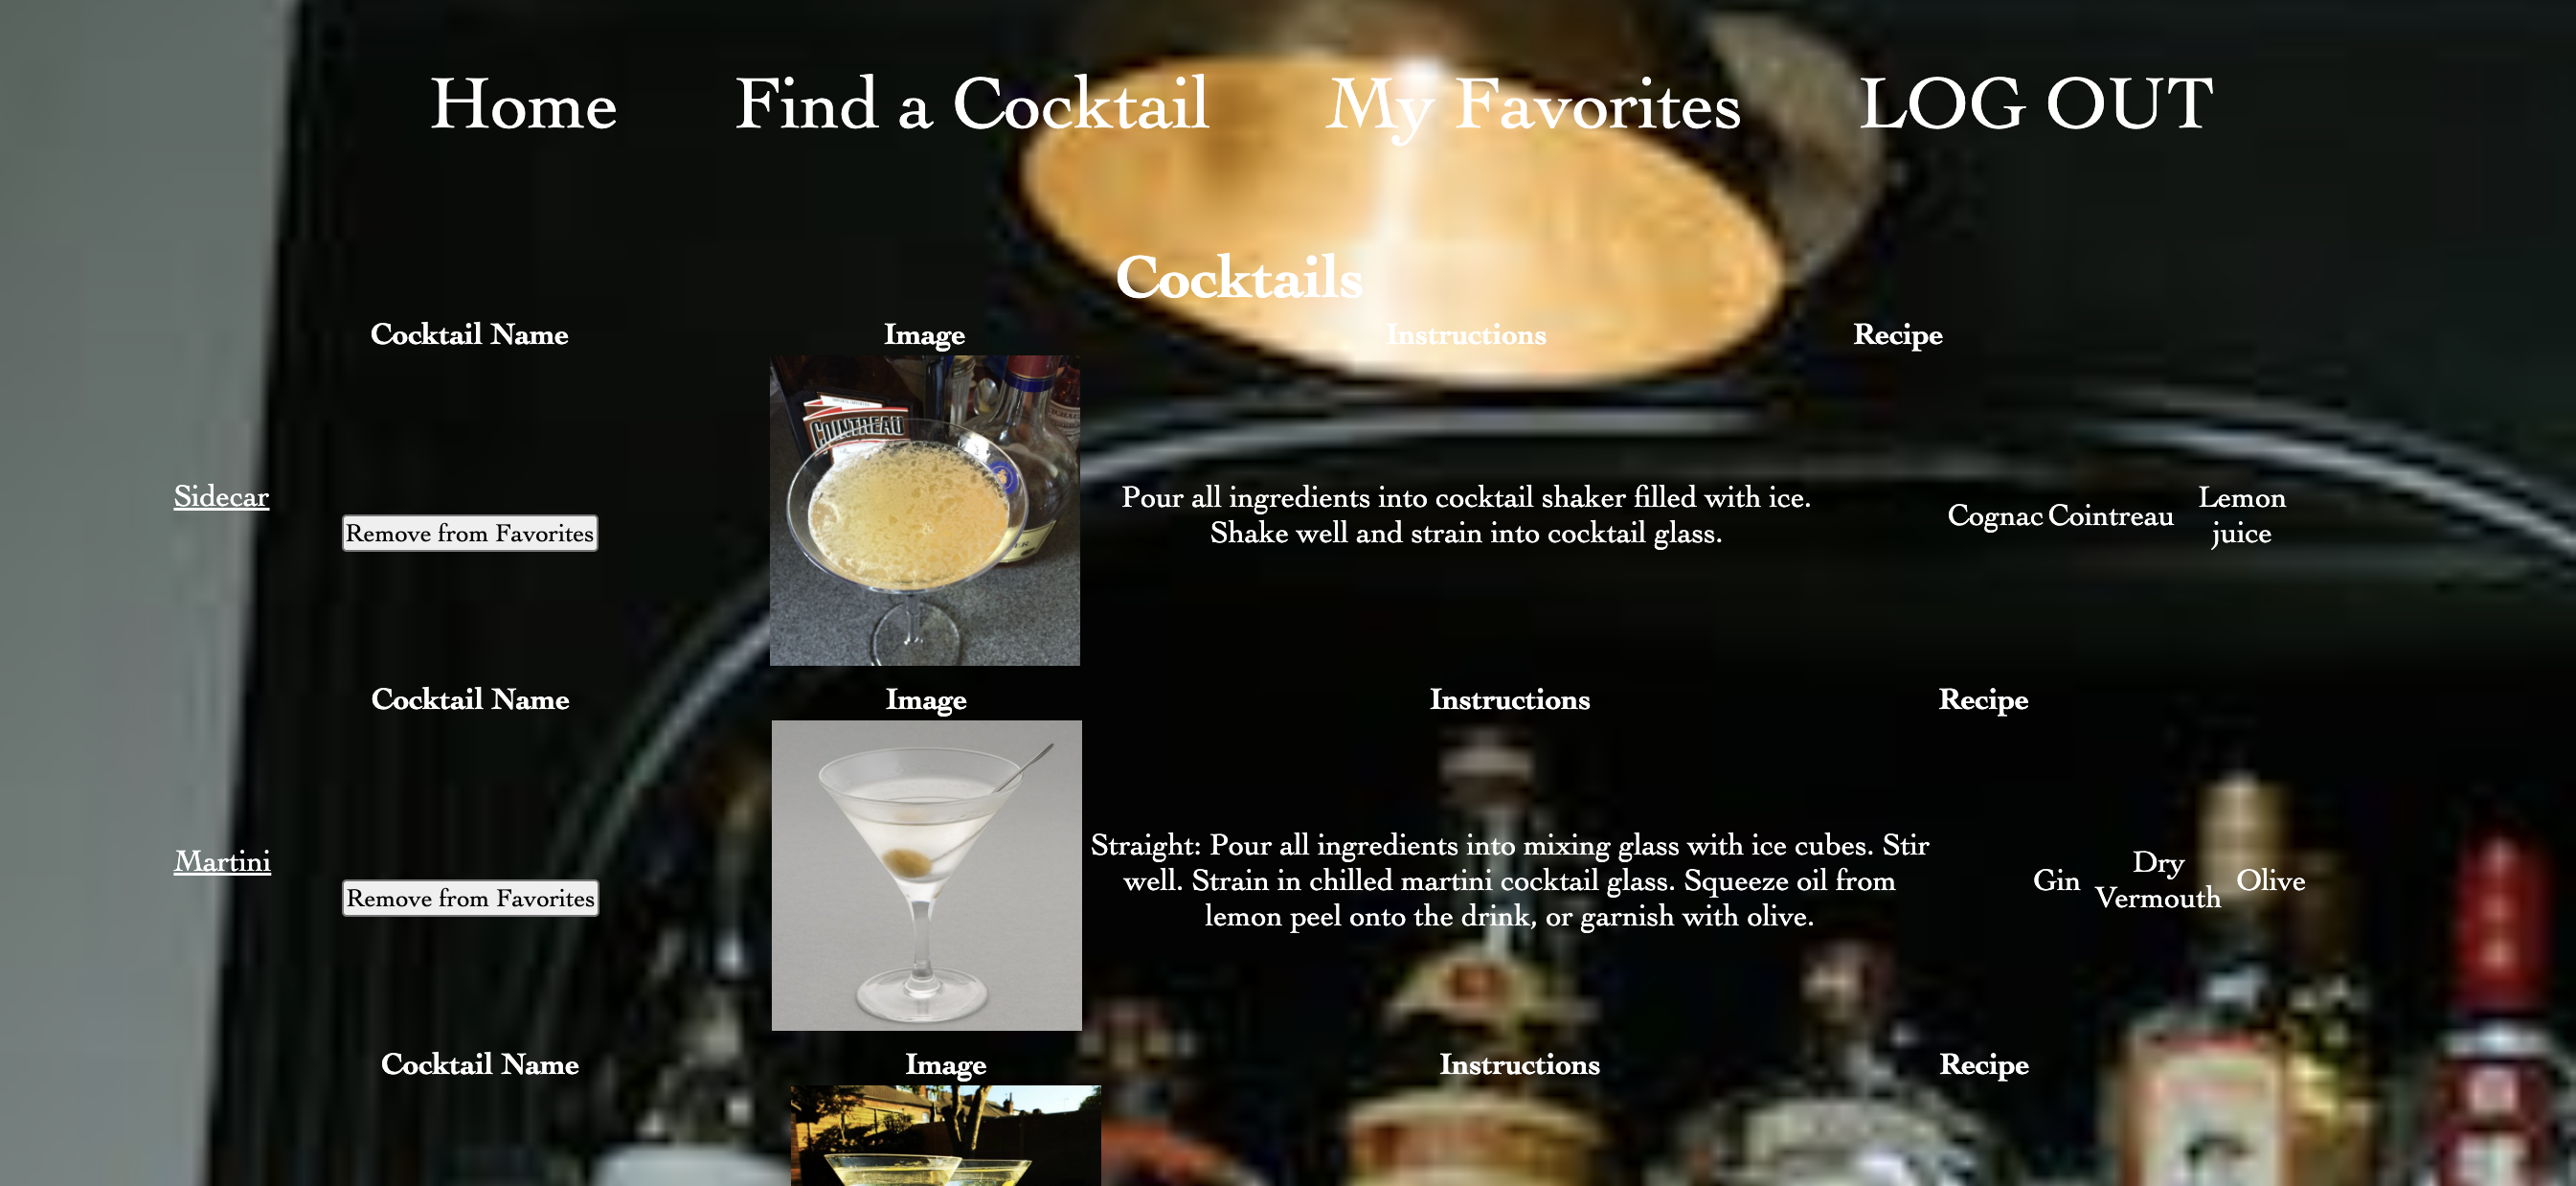 Home Find a Cocktail My Favorites LOG OUT
Cocktails
Cocktail Name Image Instructions Recipe
COINTREAU
Sidecar
Remove from Favorites
Pour all ingredients into cocktail shaker filled with ice.
Shake well and strain into cocktail glass.
Cognac Cointreau Lemon
juice
Cocktail Name Image Instructions Recipe
Martini
Remove from Favorites
Straight: Pour all ingredients into mixing glass with ice cubes. Stir
well. Strain in chilled martini cocktail glass. Squeeze oil from
lemon peel onto the drink, or garnish with olive.
Gin Dry
Vermouth Olive
Cocktail Name Image Instructions Recipe